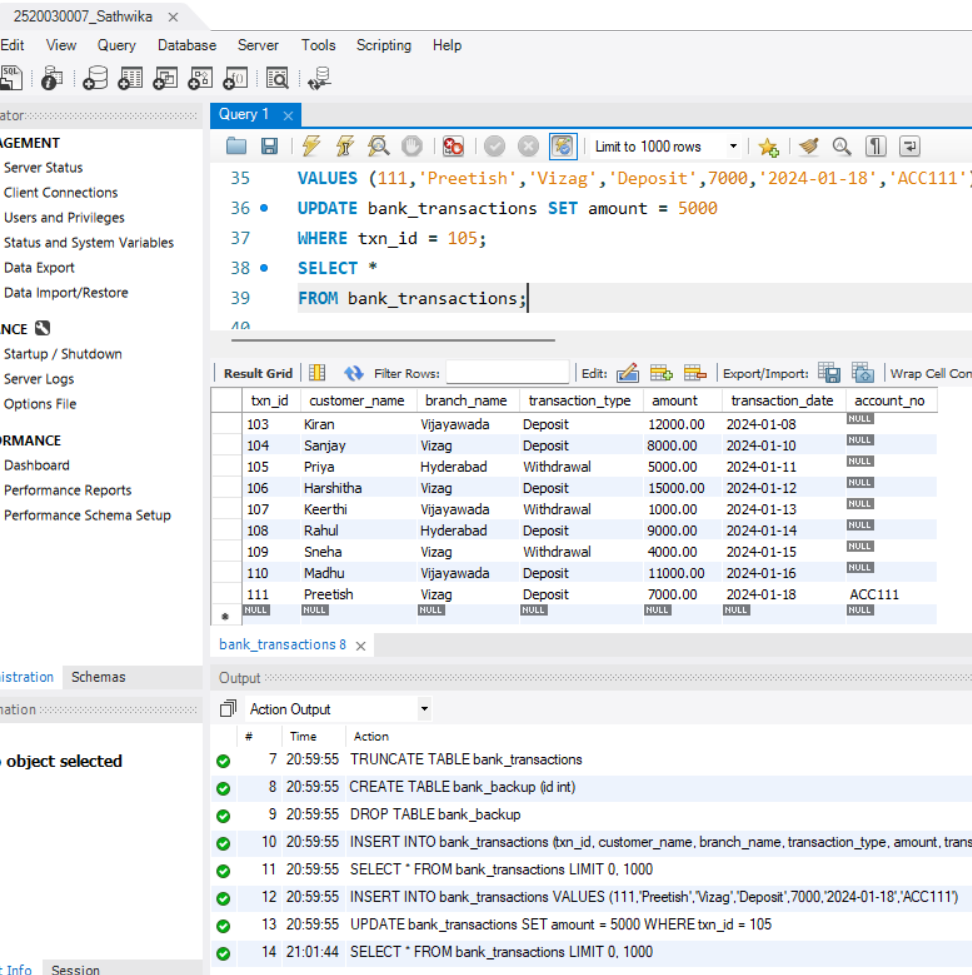 2520030007_Sathwika
Edit View Query Database Server Tools Scripting Help
ator
AGEMENT
Server Status
Client Connections
Users and Privileges
Status and System Variables
Data Export
Data Import/Restore
NCE
Startup / Shutdown
Server Logs
Options File
ORMANCE
Dashboard
Performance Reports
Performance Schema Setup
istration Schemas
nation
object selected
t Info Session
Query 1
Limit to 1000 rows
35 VALUES (111,'Preetish','Vizag','Deposit',7000,'2024-01-18','ACC111')
36 UPDATE bank_transactions SET amount = 5000
37 WHERE txn_id = 105;
38 SELECT *
39 FROM bank_transactions;
40
Result Grid Filter Rows: Edit: Export/Import: Wrap Cell Con
txn_id customer_name branch_name transaction_type amount transaction_date account_no
103 Kiran Vijayawada Deposit 12000.00 2024-01-08 NULL
104 Sanjay Vizag Deposit 8000.00 2024-01-10 NULL
105 Priya Hyderabad Withdrawal 5000.00 2024-01-11 NULL
106 Harshitha Vizag Deposit 15000.00 2024-01-12 NULL
107 Keerthi Vijayawada Withdrawal 1000.00 2024-01-13 NULL
108 Rahul Hyderabad Deposit 9000.00 2024-01-14 NULL
109 Sneha Vizag Withdrawal 4000.00 2024-01-15 NULL
110 Madhu Vijayawada Deposit 11000.00 2024-01-16 NULL
111 Preetish Vizag Deposit 7000.00 2024-01-18 ACC111
NULL NULL NULL NULL NULL NULL NULL
bank_transactions 8
Output
Action Output
# Time Action
7 20:59:55 TRUNCATE TABLE bank_transactions
8 20:59:55 CREATE TABLE bank_backup (id int)
9 20:59:55 DROP TABLE bank_backup
10 20:59:55 INSERT INTO bank_transactions (txn_id, customer_name, branch_name, transaction_type, amount, trans
11 20:59:55 SELECT * FROM bank_transactions LIMIT 0, 1000
12 20:59:55 INSERT INTO bank_transactions VALUES (111,'Preetish','Vizag','Deposit',7000,'2024-01-18','ACC111')
13 20:59:55 UPDATE bank_transactions SET amount = 5000 WHERE txn_id = 105
14 21:01:44 SELECT * FROM bank_transactions LIMIT 0, 1000